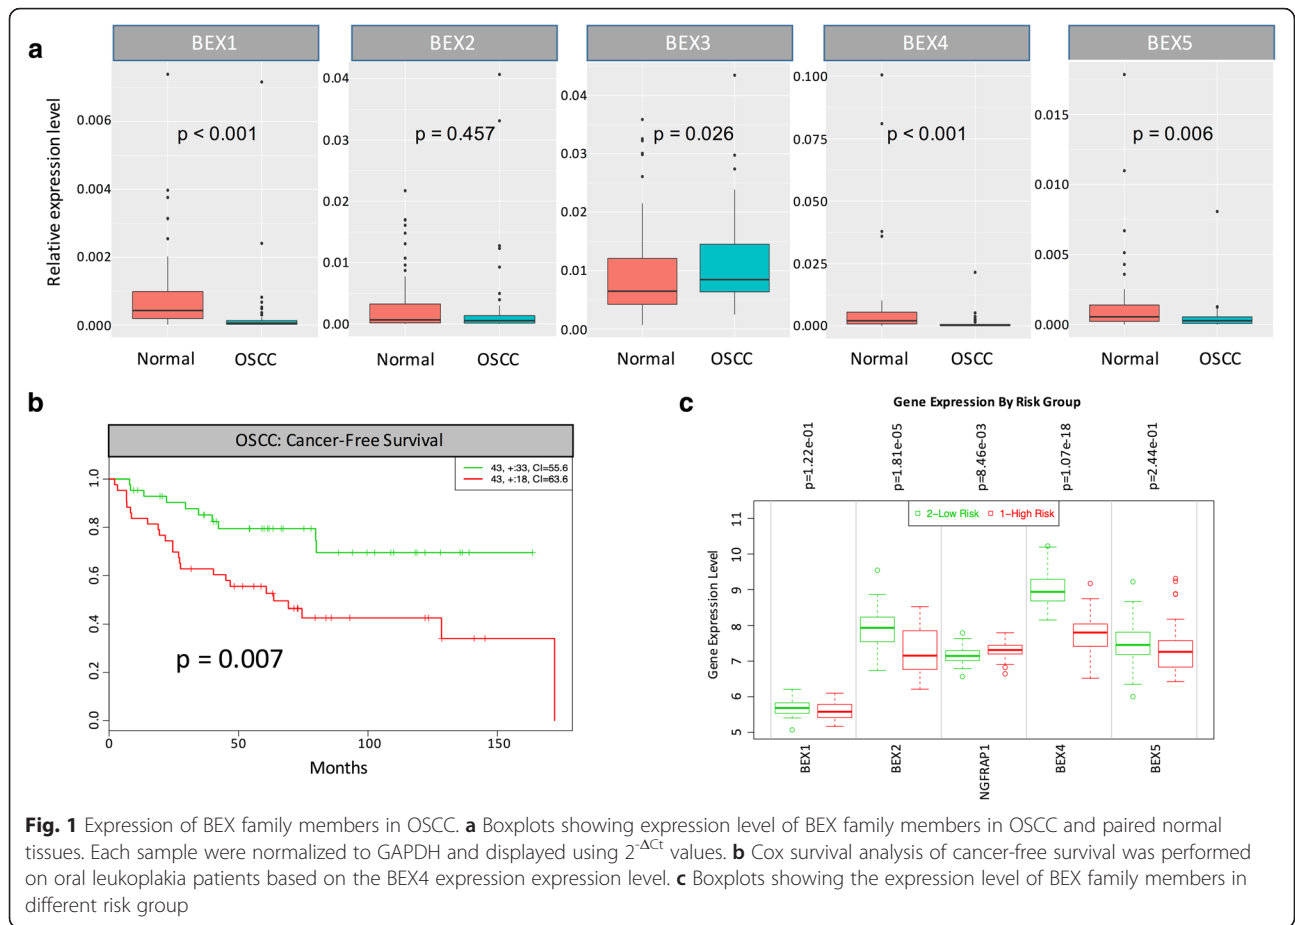 a
BEX1 BEX2 BEX3 BEX4 BEX5
Relative expression level
0.006
0.004
0.002
0.000
p < 0.001
Normal OSCC
0.04
0.03
0.02
0.01
0.00
p = 0.457
Normal OSCC
0.04
0.03
0.02
0.01
0.00
p = 0.026
Normal OSCC
0.100
0.075
0.050
0.025
0.000
p < 0.001
Normal OSCC
0.015
0.010
0.005
0.000
p = 0.006
Normal OSCC
b
OSCC: Cancer-Free Survival
43, +:33, CI=55.6
43, +:18, CI=63.6
1.0
0.8
0.6
0.4
0.2
0.0
p = 0.007
0 50 100 150
Months
c
Gene Expression By Risk Group
p=1.22e-01 p=1.81e-05 p=8.46e-03 p=1.07e-18 p=2.44e-01
2-Low Risk 1-High Risk
Gene Expression Level
11
10
9
8
7
6
5
BEX1 BEX2 NGFRAP1 BEX4 BEX5
Fig. 1 Expression of BEX family members in OSCC. a Boxplots showing expression level of BEX family members in OSCC and paired normal
tissues. Each sample were normalized to GAPDH and displayed using 2-ΔCt values. b Cox survival analysis of cancer-free survival was performed
on oral leukoplakia patients based on the BEX4 expression expression level. c Boxplots showing the expression level of BEX family members in
different risk group